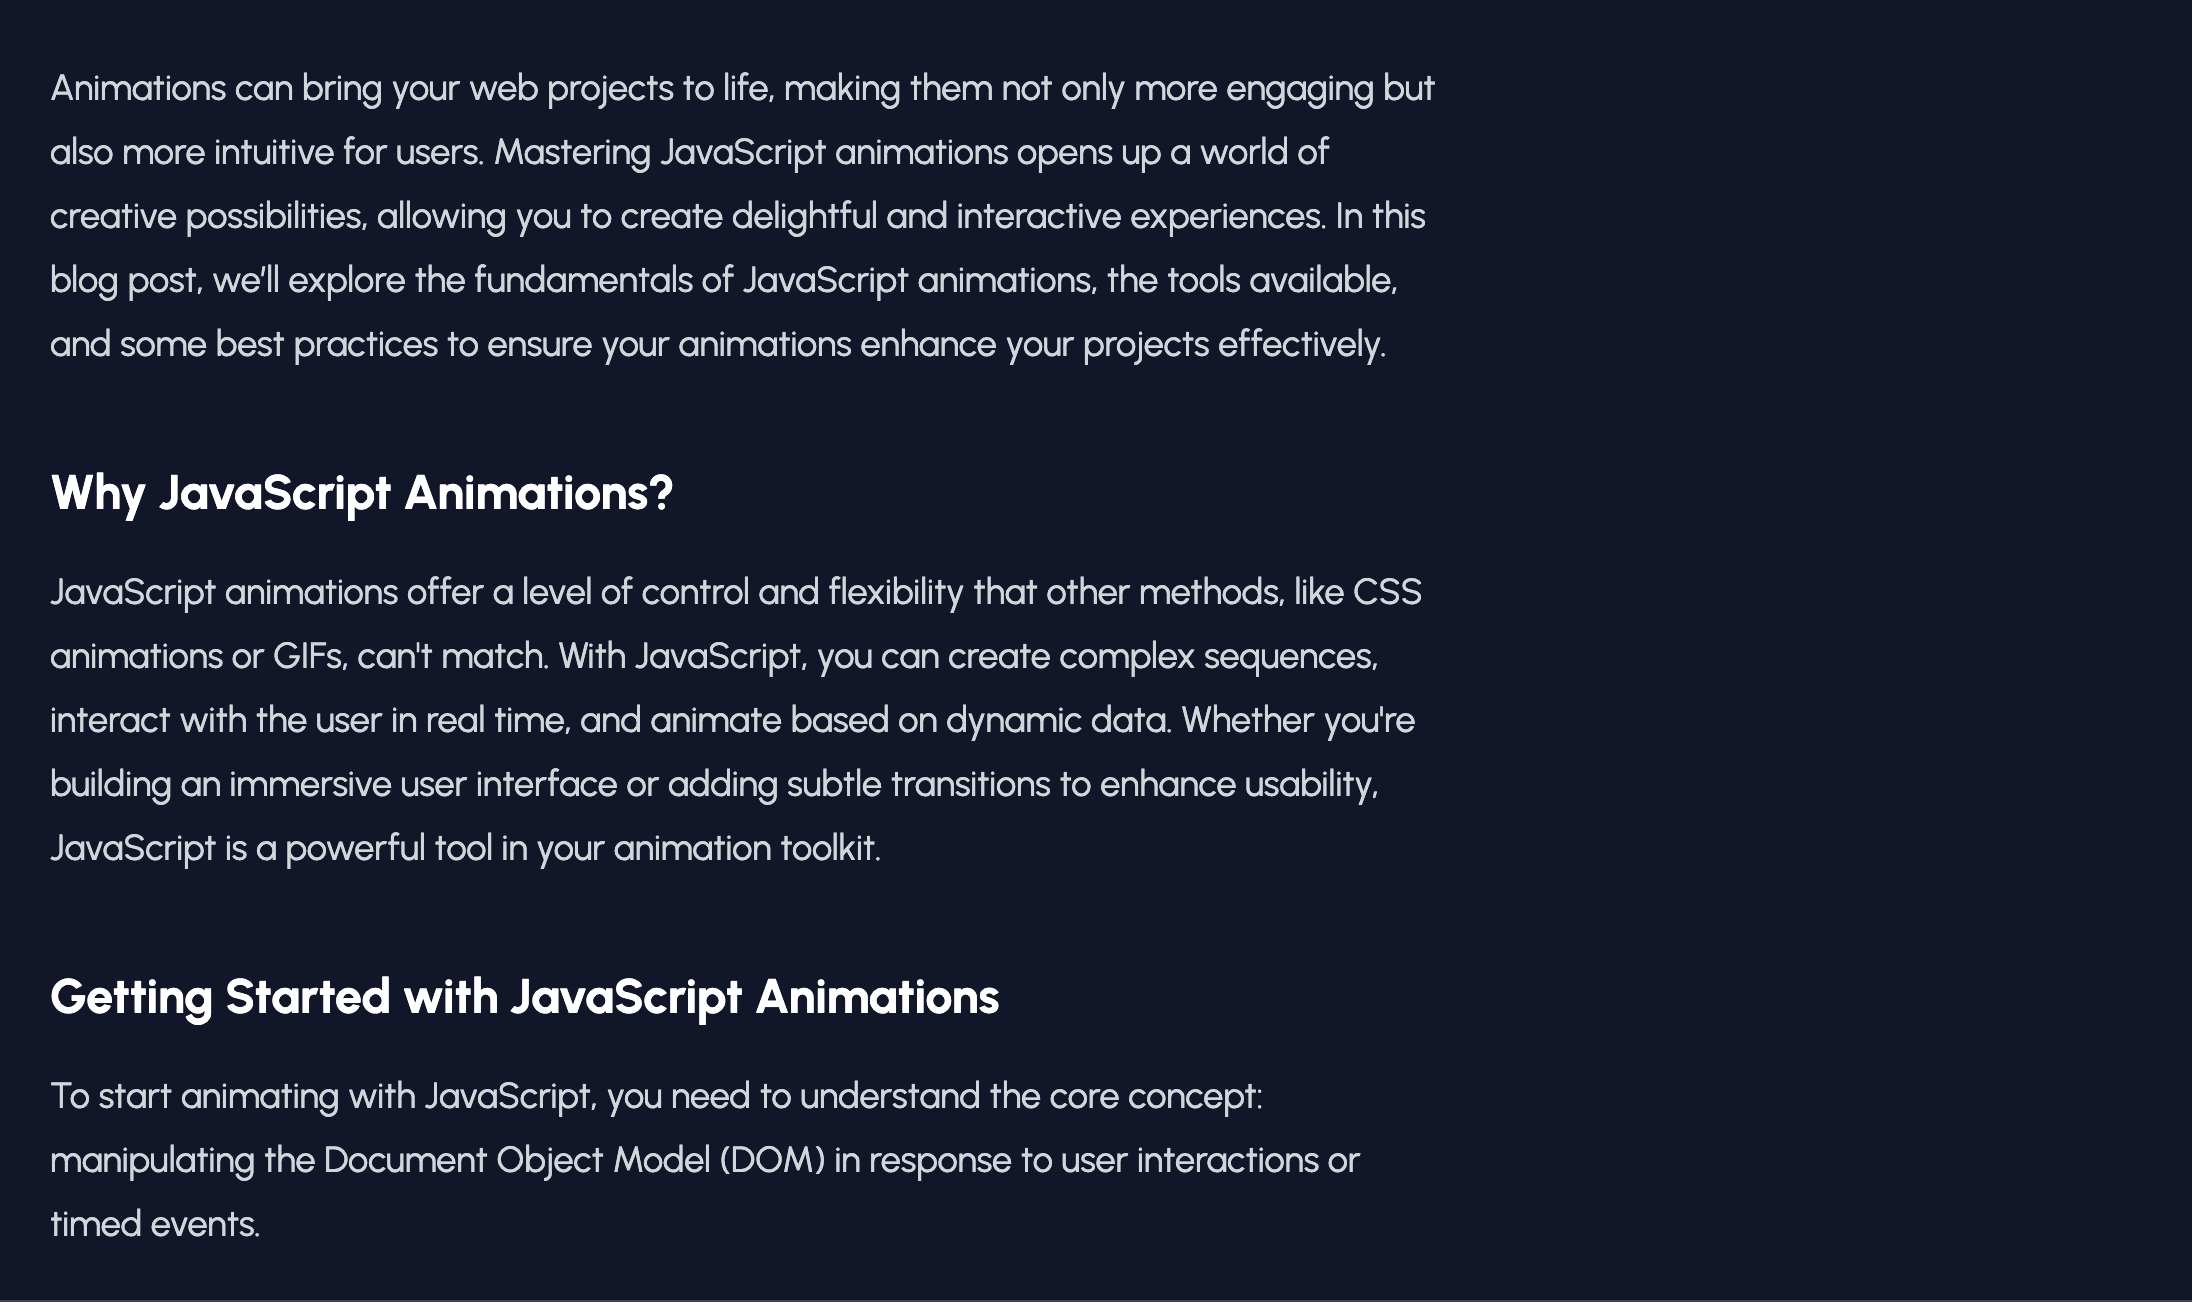 Animations can bring your web projects to life, making them not only more engaging but
also more intuitive for users. Mastering JavaScript animations opens up a world of
creative possibilities, allowing you to create delightful and interactive experiences. In this
blog post, we’ll explore the fundamentals of JavaScript animations, the tools available,
and some best practices to ensure your animations enhance your projects effectively.
Why JavaScript Animations?
JavaScript animations offer a level of control and flexibility that other methods, like CSS
animations or GIFs, can't match. With JavaScript, you can create complex sequences,
interact with the user in real time, and animate based on dynamic data. Whether you're
building an immersive user interface or adding subtle transitions to enhance usability,
JavaScript is a powerful tool in your animation toolkit.
Getting Started with JavaScript Animations
To start animating with JavaScript, you need to understand the core concept:
manipulating the Document Object Model (DOM) in response to user interactions or
timed events.